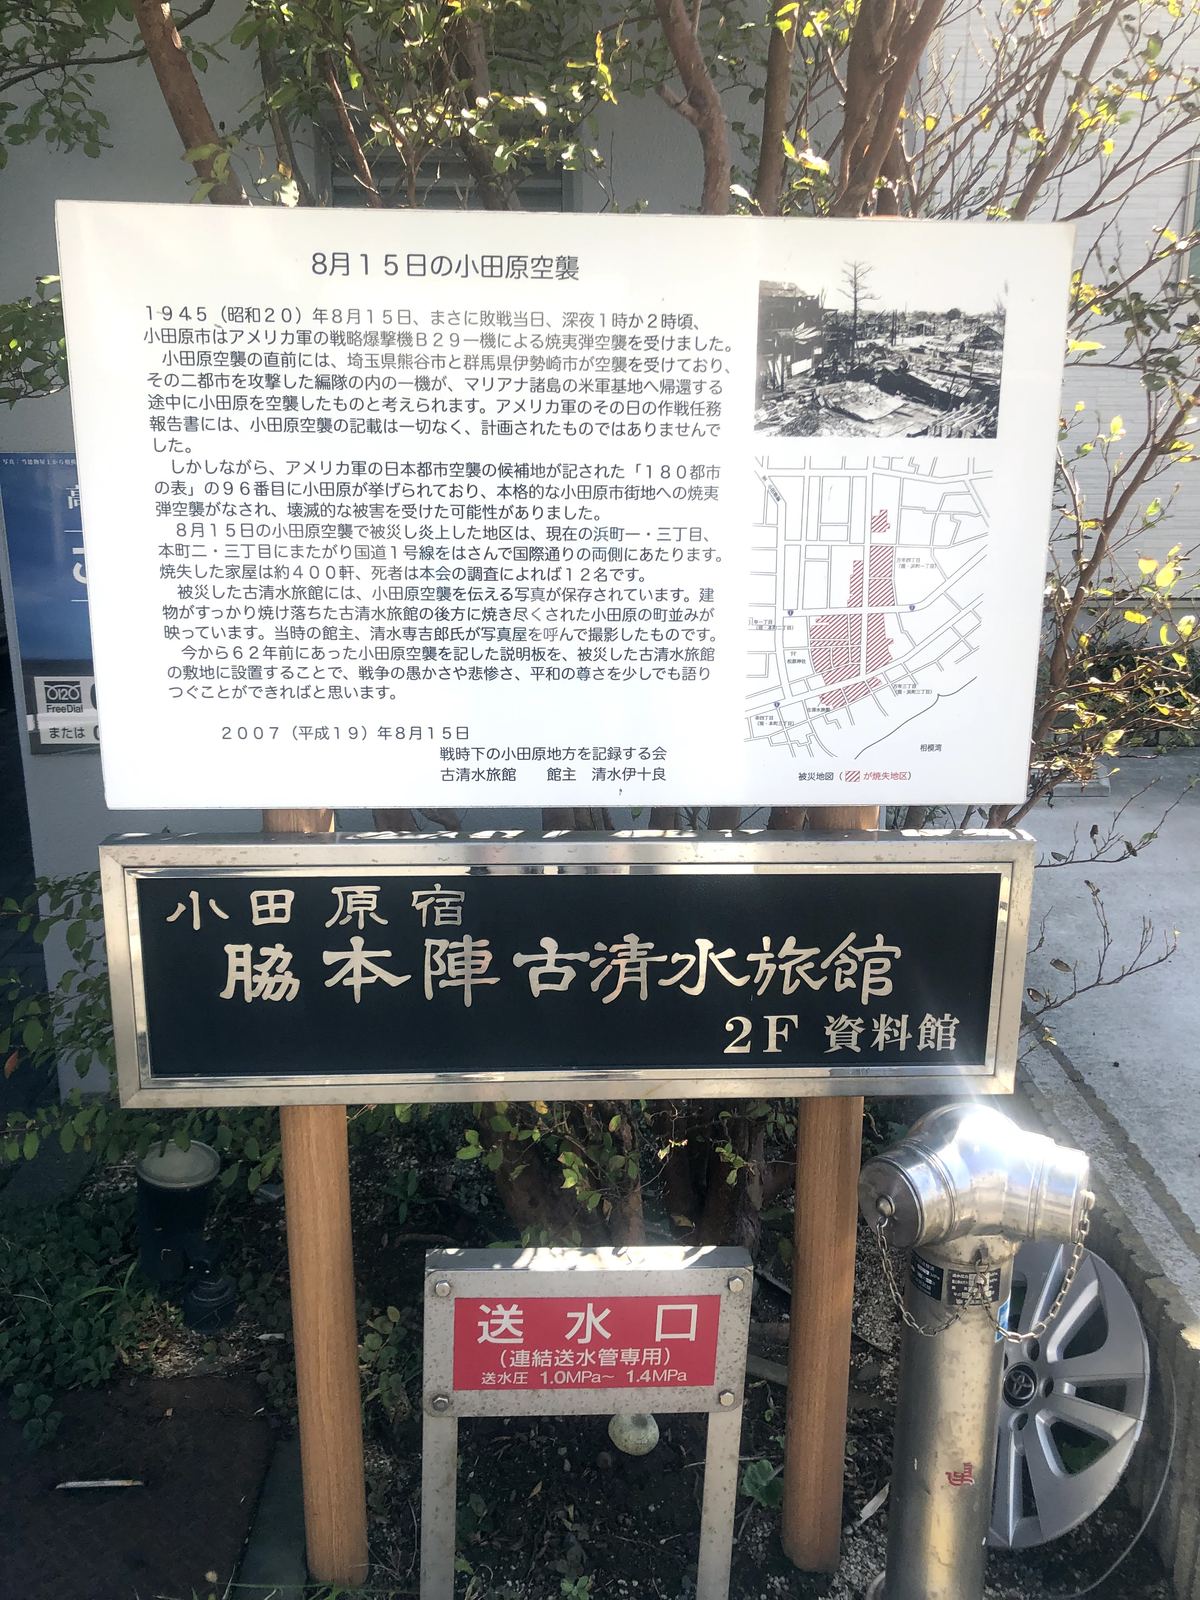 8月15日の小田原空襲
1945（昭和20）年8月15日、まさに敗戦当日、深夜1時か2時頃、
小田原市はアメリカ軍の戦略爆撃機B29一機による焼夷弾空襲を受けました。
小田原空襲の直前には、埼玉県熊谷市と群馬県伊勢崎市が空襲を受けており、
その二都市を攻撃した編隊の内の一機が、マリアナ諸島の米軍基地へ帰還する
途中に小田原を空襲したものと考えられます。アメリカ軍のその日の作戦任務
報告書には、小田原空襲の記載は一切なく、計画されたものではありませんで
した。
しかしながら、アメリカ軍の日本都市空襲の候補地が記された「180都市
の表」の96番目に小田原が挙げられており、本格的な小田原市街地への焼夷
弾空襲がなされ、壊滅的な被害を受けた可能性がありました。
8月15日の小田原空襲で被災し炎上した地区は、現在の浜町一・三丁目、
本町二・三丁目にまたがり国道1号線をはさんで国際通りの両側にあたります。
焼失した家屋は約400軒、死者は本会の調査によれば12名です。
被災した古清水旅館には、小田原空襲を伝える写真が保存されています。建
物がすっかり焼け落ちた古清水旅館の後方に焼き尽くされた小田原の町並みが
映っています。当時の館主、清水専吉郎氏が写真屋を呼んで撮影したものです。
今から62年前にあった小田原空襲を記した説明板を、被災した古清水旅館
の敷地に設置することで、戦争の愚かさや悲惨さ、平和の尊さを少しでも語り
つぐことができればと思います。
2007（平成19）年8月15日
戦時下の小田原地方を記録する会
古清水旅館　館主　清水伊十良
相模湾
被災地図（ が焼失地区）
小田原宿
脇本陣古清水旅館
2F 資料館
FreeDial
または
送水口
（連結送水管専用）
送水圧 1.0MPa～ 1.4MPa